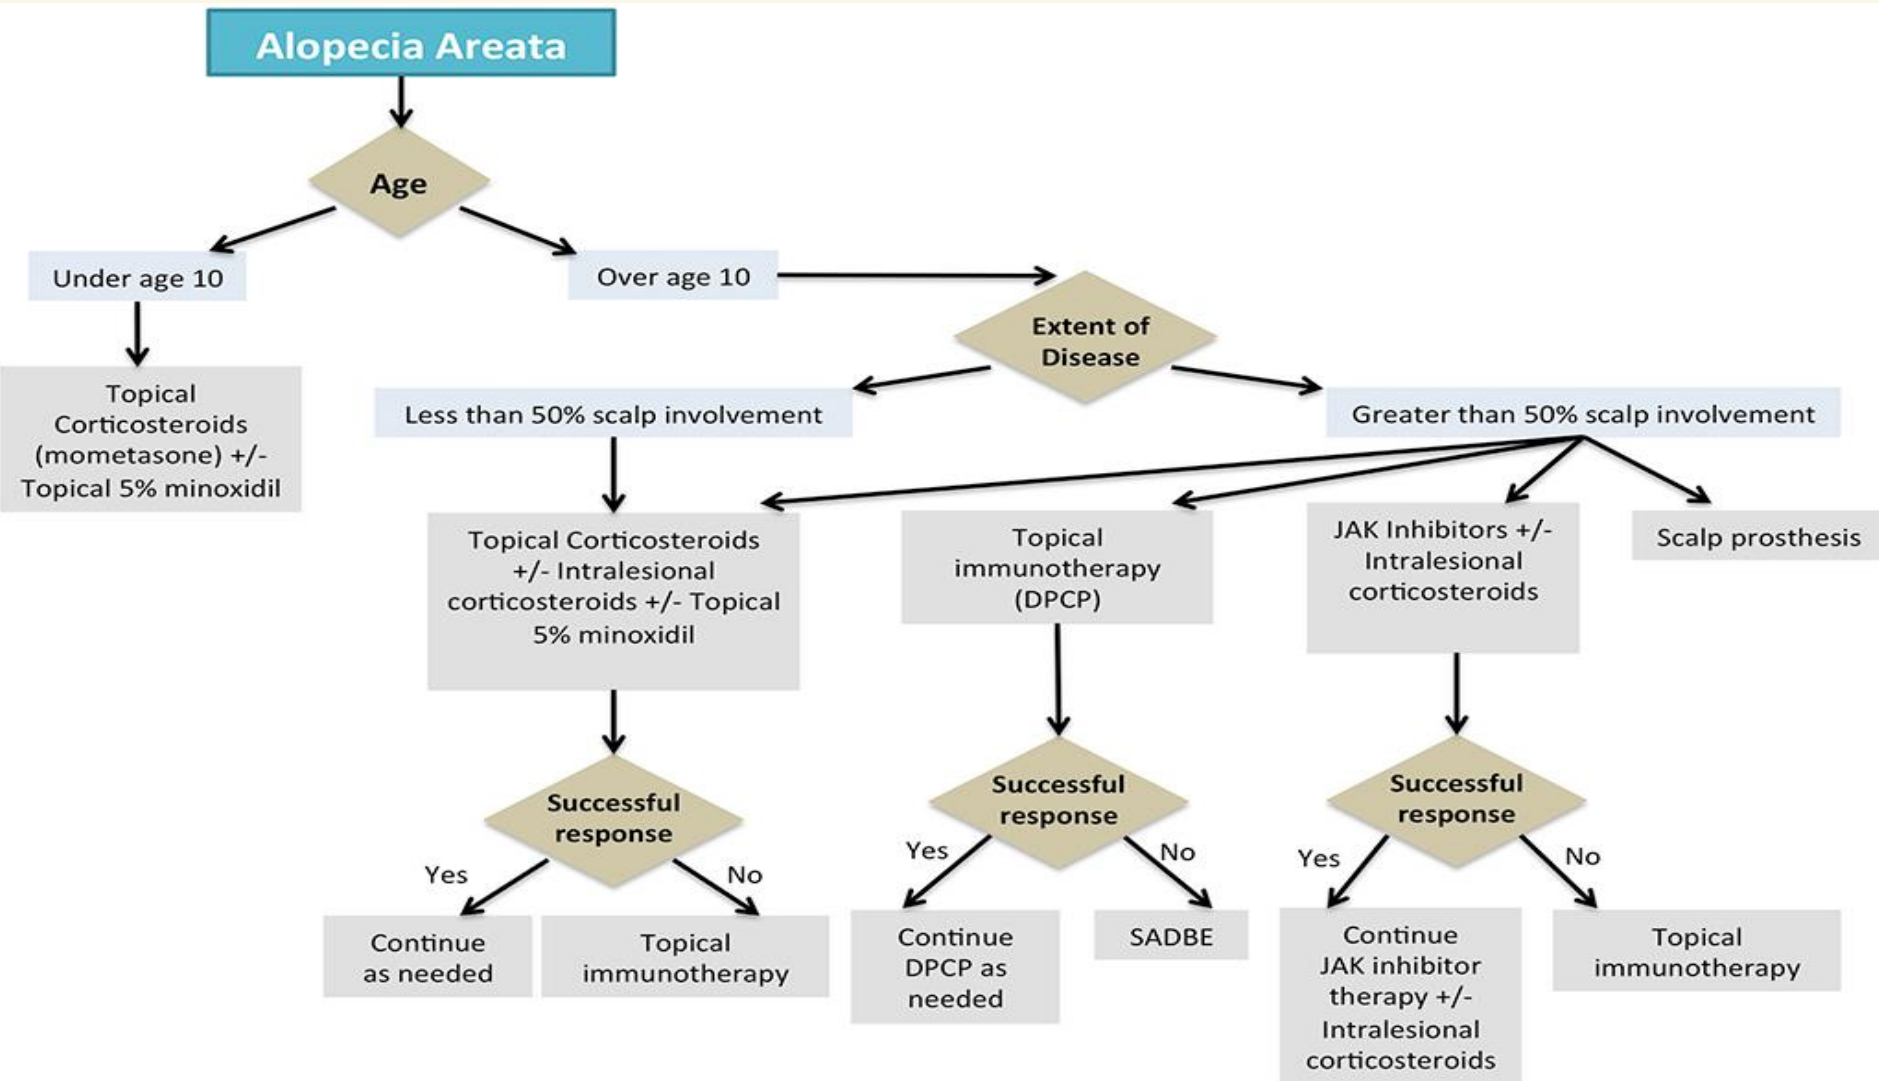 Alopecia Areata
Age
Under age 10
Over age 10
Extent of
Disease
Topical
Corticosteroids
(mometasone) +/-
Topical 5% minoxidil
Less than 50% scalp involvement
Greater than 50% scalp involvement
Topical Corticosteroids
+/- Intralesional
corticosteroids +/- Topical
5% minoxidil
Topical
immunotherapy
(DPCP)
JAK Inhibitors +/-
Intralesional
corticosteroids
Scalp prosthesis
Successful
response
Yes
No
Successful
response
Yes
No
Successful
response
Yes
No
Continue
as needed
Topical
immunotherapy
Continue
DPCP as
needed
SADBE
Continue
JAK inhibitor
therapy +/-
Intralesional
corticosteroids
Topical
immunotherapy